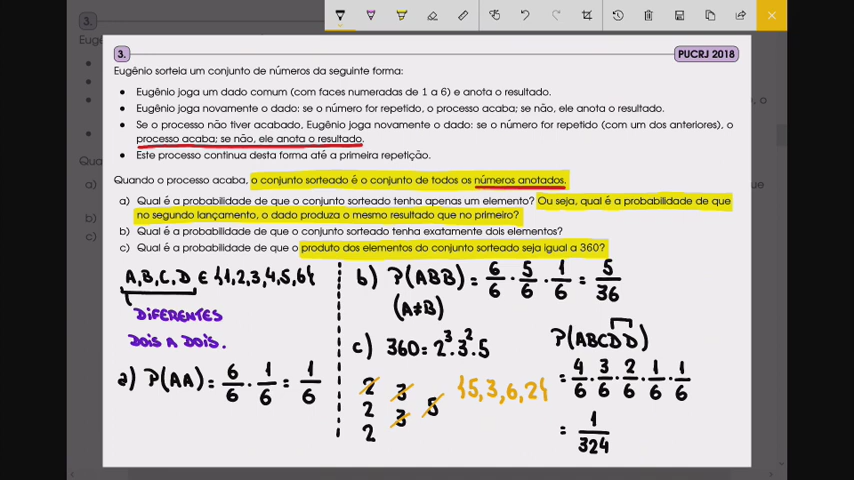 3. PUCRJ 2018
Eugênio sorteia um conjunto de números da seguinte forma:
• Eugênio joga um dado comum (com faces numeradas de 1 a 6) e anota o resultado.
• Eugênio joga novamente o dado: se o número for repetido, o processo acaba; se não, ele anota o resultado.
• Se o processo não tiver acabado, Eugênio joga novamente o dado: se o número for repetido (com um dos anteriores), o
processo acaba; se não, ele anota o resultado.
• Este processo continua desta forma até a primeira repetição.
Quando o processo acaba, o conjunto sorteado é o conjunto de todos os números anotados.
a) Qual é a probabilidade de que o conjunto sorteado tenha apenas um elemento? Ou seja, qual é a probabilidade de que
no segundo lançamento, o dado produza o mesmo resultado que no primeiro?
b) Qual é a probabilidade de que o conjunto sorteado tenha exatamente dois elementos?
c) Qual é a probabilidade de que o produto dos elementos do conjunto sorteado seja igual a 360?
A, B, C, D ∈ {1,2,3,4,5,6}
DIFERENTES
DOIS A DOIS.
a) P(AA) = 6/6 · 1/6 = 1/6
b) P(ABB) = 6/6 · 5/6 · 1/6 = 5/36
(A≠B)
c) 360 = 2³·3²·5
2 3
2 3 5
2
{5,3,6,2}
P(ABCDD)
= 4/6 · 3/6 · 2/6 · 1/6 · 1/6
= 1/324